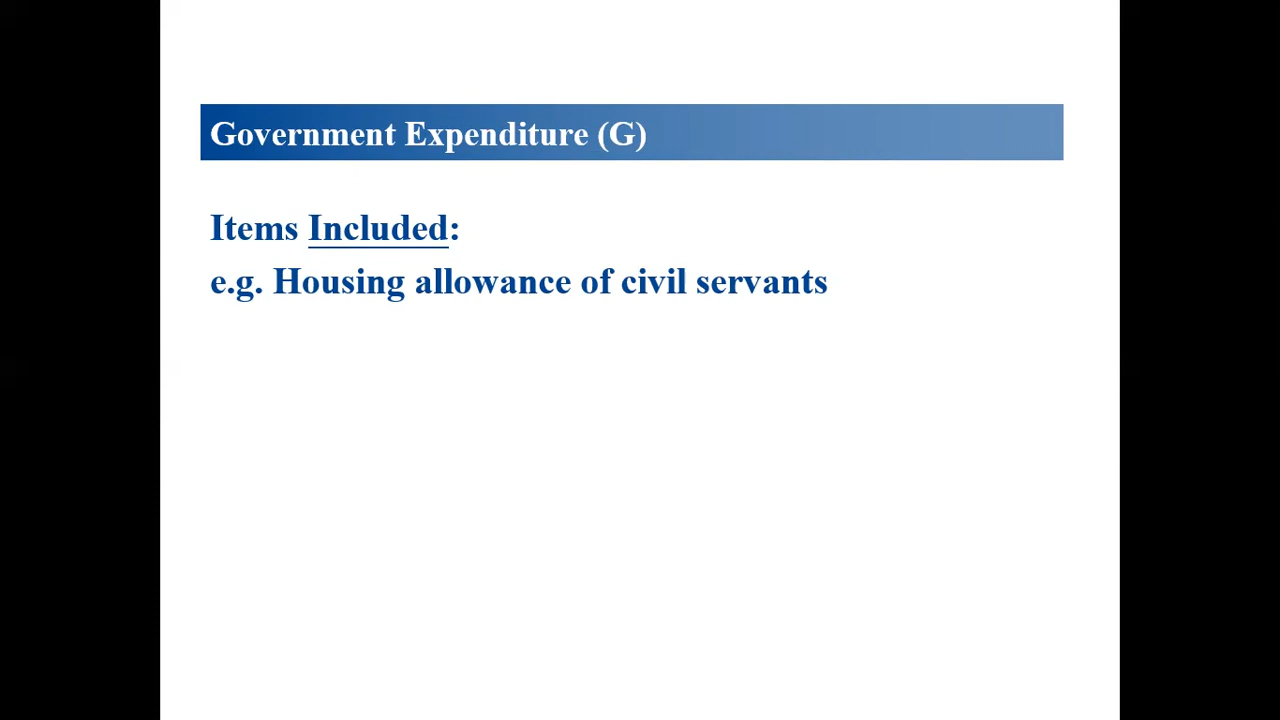 Government Expenditure (G)
Items Included:
e.g. Housing allowance of civil servants